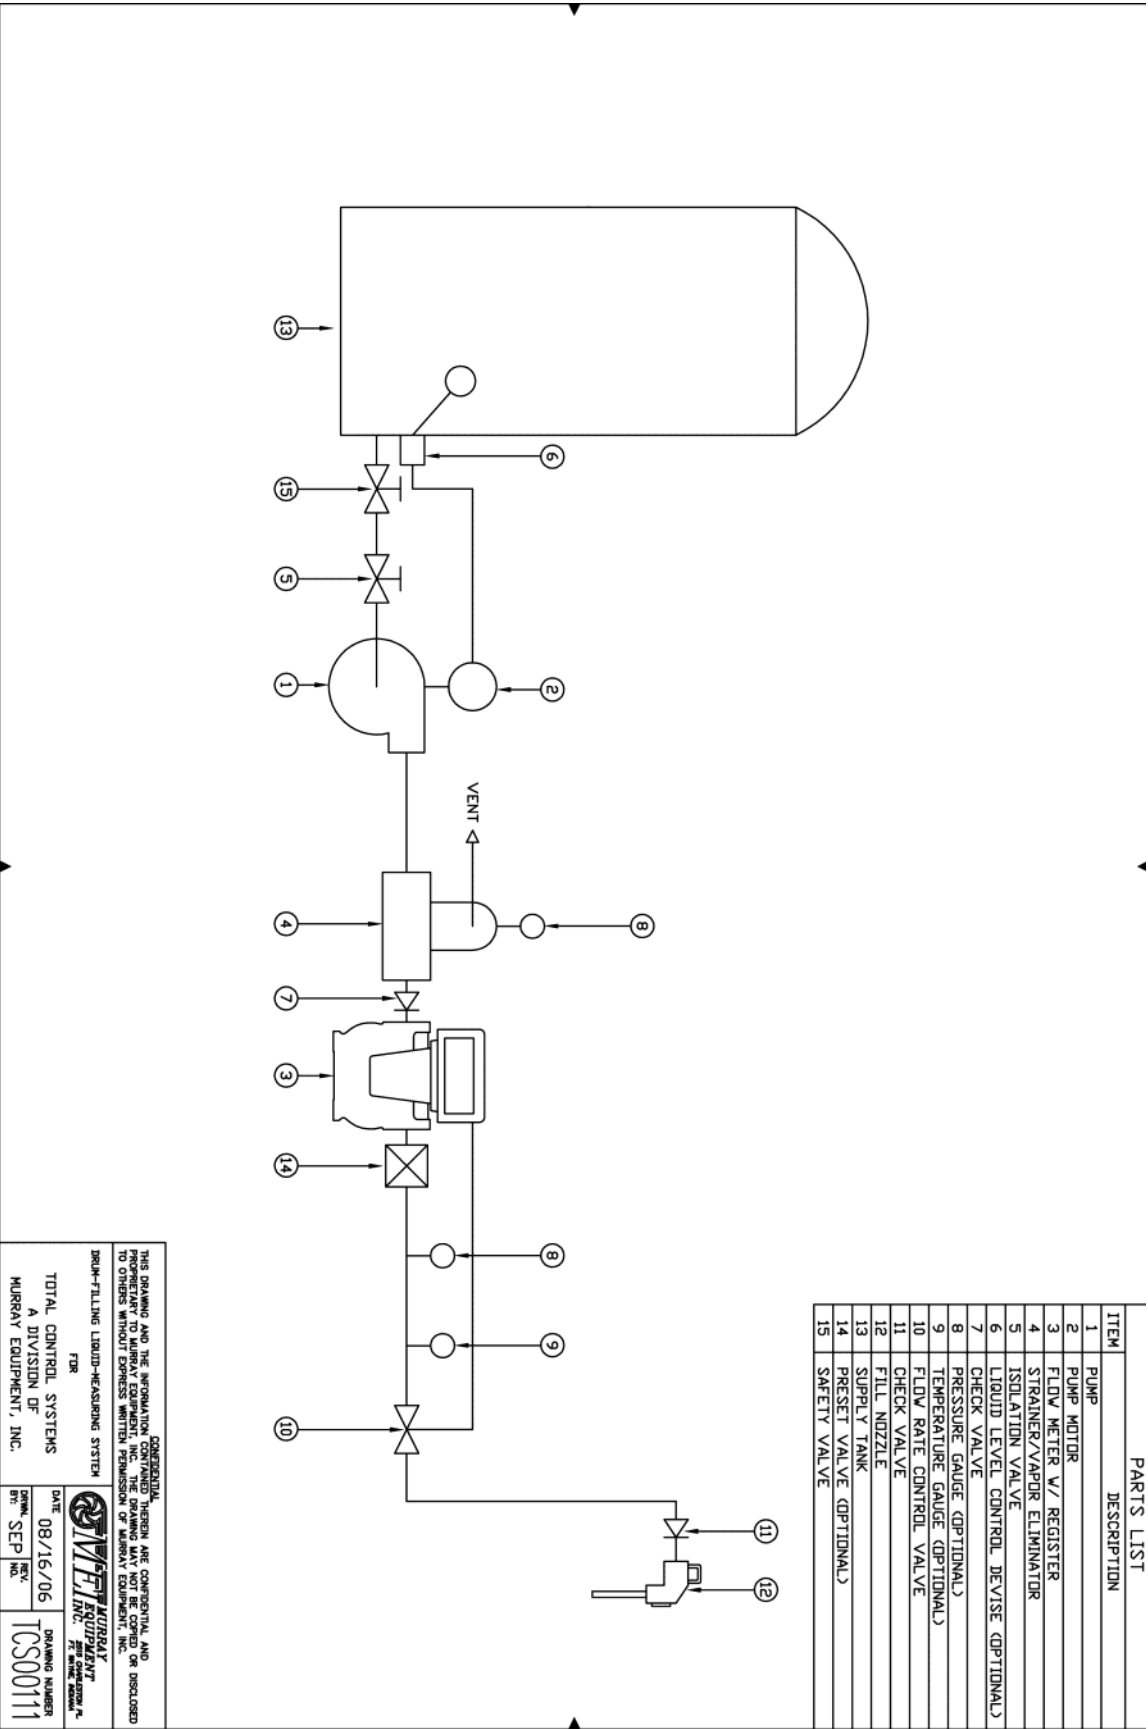 PARTS LIST
ITEM DESCRIPTION
1 PUMP
2 PUMP MOTOR
3 FLOW METER W/ REGISTER
4 STRAINER/VAPOR ELIMINATOR
5 ISOLATION VALVE
6 LIQUID LEVEL CONTROL DEVISE (OPTIONAL)
7 CHECK VALVE
8 PRESSURE GAUGE (OPTIONAL)
9 TEMPERATURE GAUGE (OPTIONAL)
10 FLOW RATE CONTROL VALVE
11 CHECK VALVE
12 FILL NOZZLE
13 SUPPLY TANK
14 PRESET VALVE (OPTIONAL)
15 SAFETY VALVE
6
2
VENT
8
8
9
11
12
13
15
5
1
4
7
3
14
10
CONFIDENTIAL
THIS DRAWING AND THE INFORMATION CONTAINED THEREIN ARE CONFIDENTIAL AND
PROPRIETARY TO MURRAY EQUIPMENT, INC. THE DRAWING MAY NOT BE COPIED OR DISCLOSED
TO OTHERS WITHOUT EXPRESS WRITTEN PERMISSION OF MURRAY EQUIPMENT, INC.
DRUM-FILLING LIQUID-MEASURING SYSTEM
FOR
TOTAL CONTROL SYSTEMS
A DIVISION OF
MURRAY EQUIPMENT, INC.
MEI MURRAY
EQUIPMENT
INC.
2515 CHARLESTON PL.
FT. WAYNE, INDIANA
DATE 08/16/06
DRWN. BY: SEP
REV. NO.
DRAWING NUMBER
TCS00111